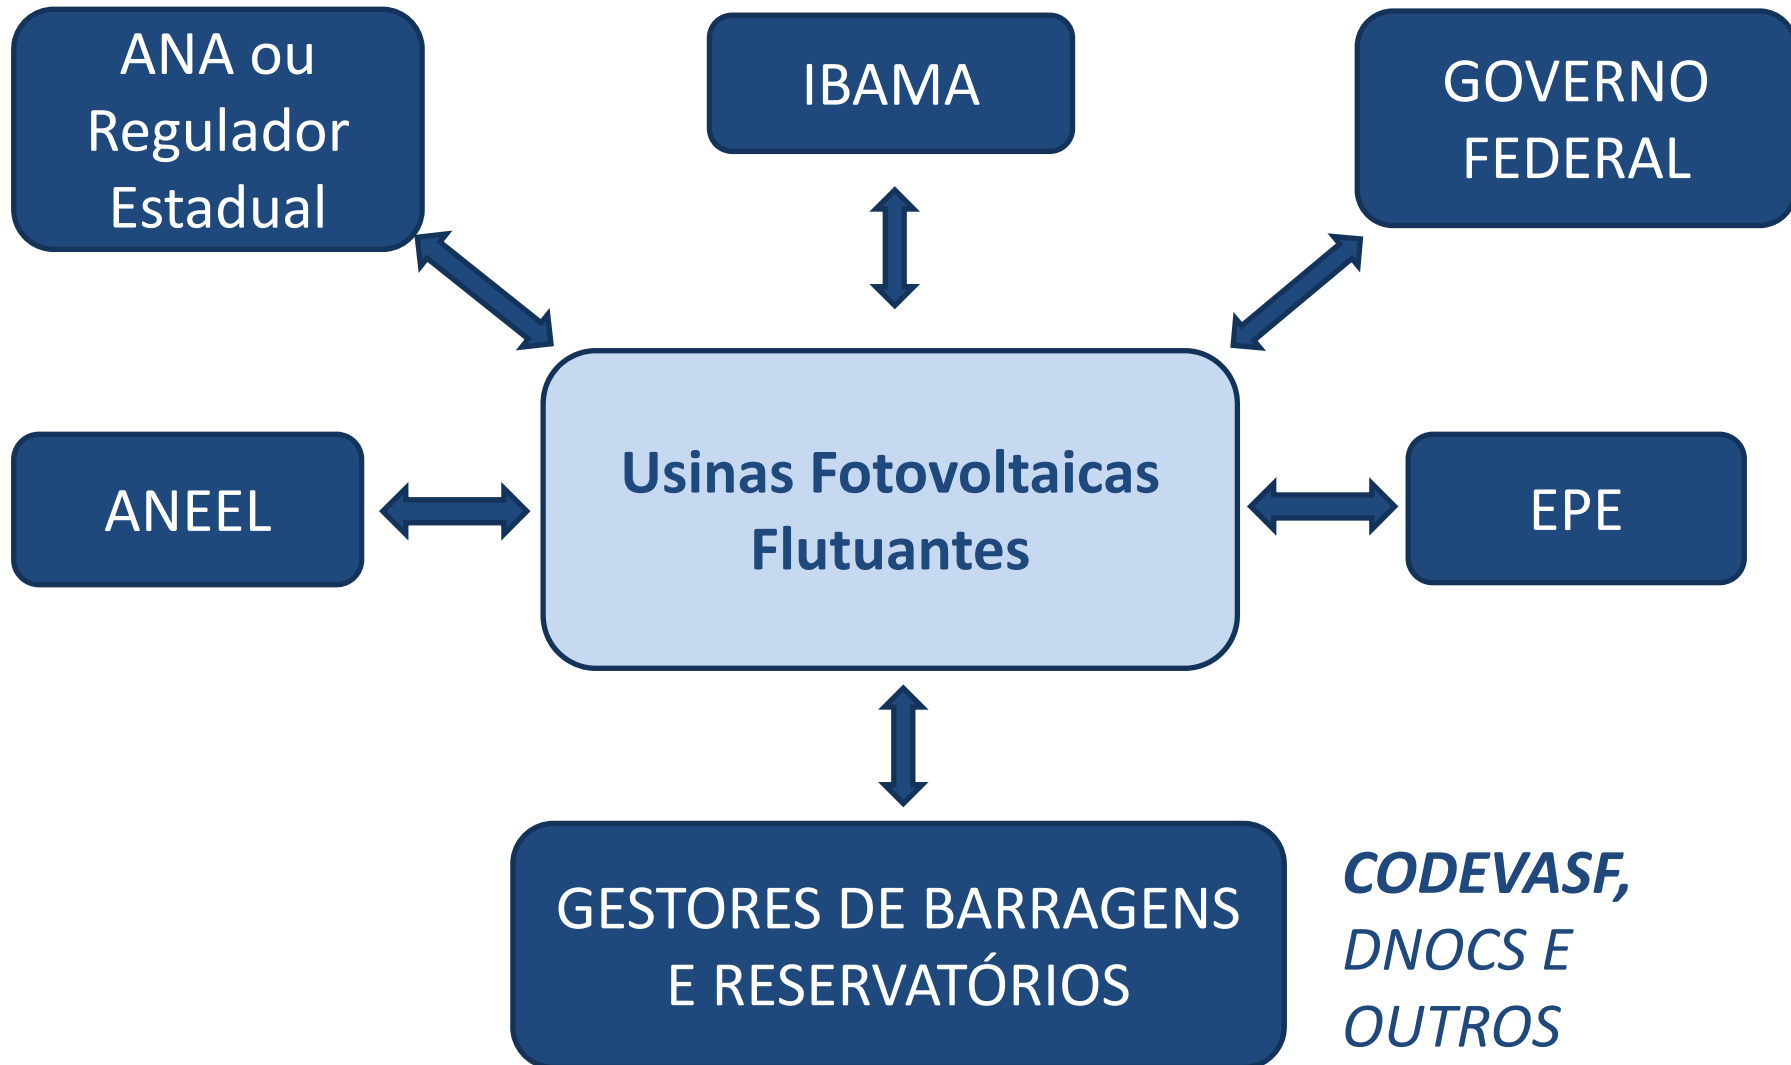 ANA ou
Regulador
Estadual
IBAMA
GOVERNO
FEDERAL
ANEEL
Usinas Fotovoltaicas
Flutuantes
EPE
GESTORES DE BARRAGENS
E RESERVATÓRIOS
CODEVASF,
DNOCS E
OUTROS